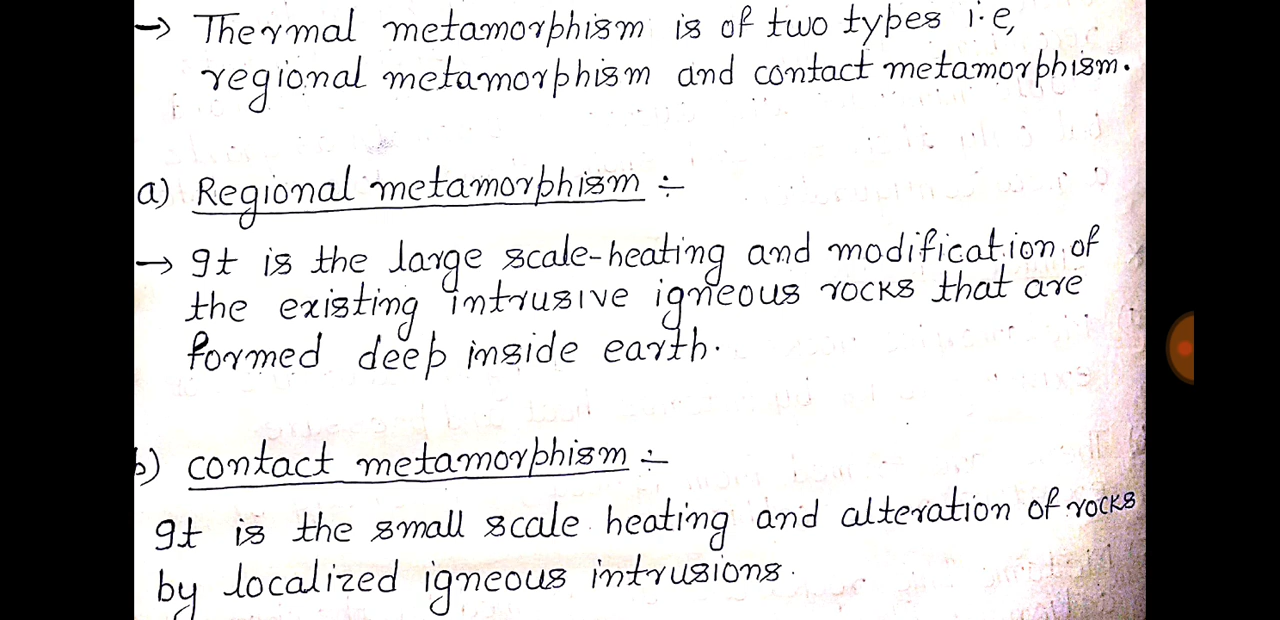 → Thermal metamorphism is of two types i.e,
regional metamorphism and contact metamorphism.
a) Regional metamorphism :-
→ It is the large scale-heating and modification of
the existing intrusive igneous rocks that are
formed deep inside earth.
b) contact metamorphism :-
It is the small scale heating and alteration of rocks
by localized igneous intrusions.